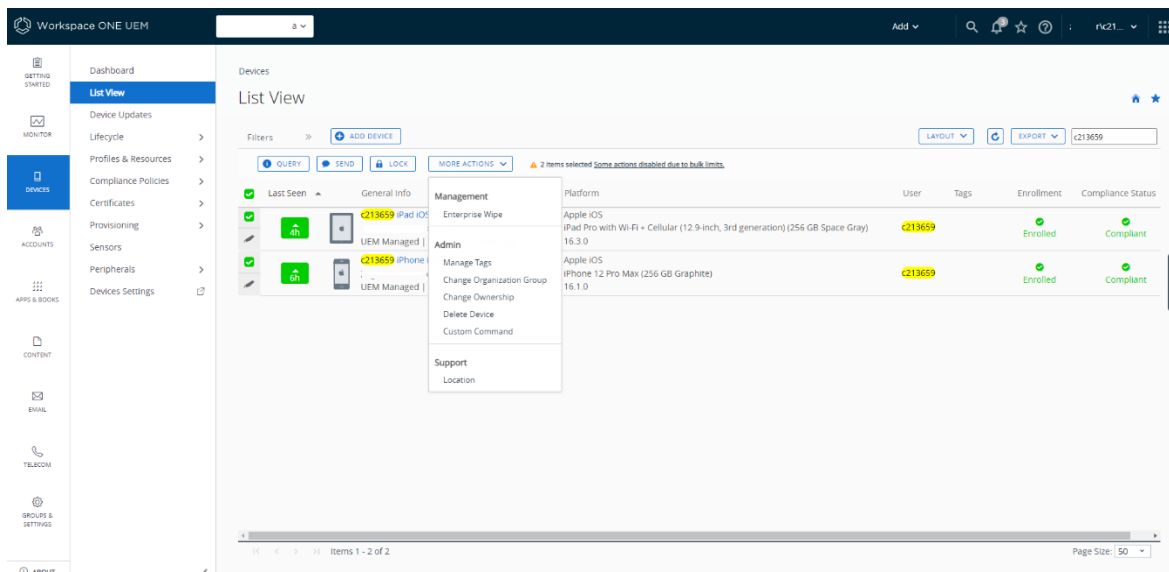 Workspace ONE UEM
a
Add
3
r\c21...
GETTING STARTED
MONITOR
DEVICES
ACCOUNTS
APPS & BOOKS
CONTENT
EMAIL
TELECOM
GROUPS & SETTINGS
ABOUT
Dashboard
List View
Device Updates
Lifecycle
Profiles & Resources
Compliance Policies
Certificates
Provisioning
Sensors
Peripherals
Devices Settings
Devices
List View
Filters
ADD DEVICE
LAYOUT
EXPORT
c213659
QUERY
SEND
LOCK
MORE ACTIONS
2 items selected Some actions disabled due to bulk limits.
Last Seen
General Info
Platform
User
Tags
Enrollment
Compliance Status
4h
c213659 iPad iOS
UEM Managed |
Apple iOS
iPad Pro with Wi-Fi + Cellular (12.9-inch, 3rd generation) (256 GB Space Gray)
16.3.0
c213659
Enrolled
Compliant
6h
c213659 iPhone
UEM Managed |
Apple iOS
iPhone 12 Pro Max (256 GB Graphite)
16.1.0
c213659
Enrolled
Compliant
Management
Enterprise Wipe
Admin
Manage Tags
Change Organization Group
Change Ownership
Delete Device
Custom Command
Support
Location
Items 1 - 2 of 2
Page Size: 50